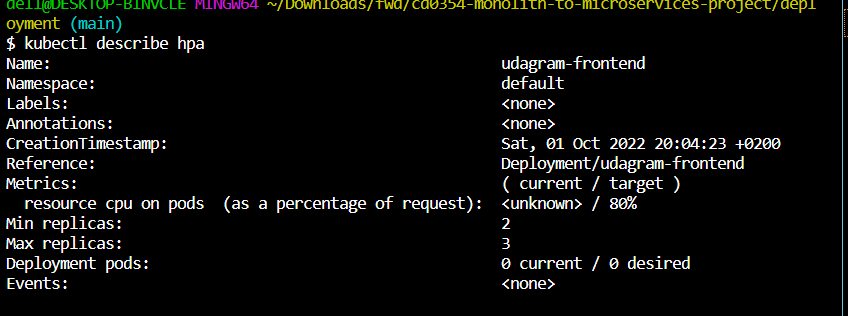 dell@DESKTOP-BINVCLE MINGW64 ~/Downloads/fwd/cd0354-monolith-to-microservices-project/depl
oyment (main)
$ kubectl describe hpa
Name: udagram-frontend
Namespace: default
Labels: <none>
Annotations: <none>
CreationTimestamp: Sat, 01 Oct 2022 20:04:23 +0200
Reference: Deployment/udagram-frontend
Metrics: ( current / target )
resource cpu on pods (as a percentage of request): <unknown> / 80%
Min replicas: 2
Max replicas: 3
Deployment pods: 0 current / 0 desired
Events: <none>